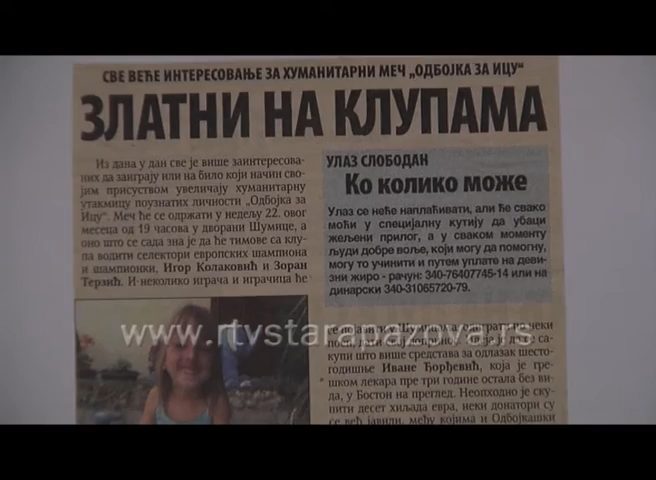 СВЕ ВЕЋЕ ИНТЕРЕСОВАЊЕ ЗА ХУМАНИТАРНИ МЕЧ „ОДБОЈКА ЗА ИЦУ“
ЗЛАТНИ НА КЛУПАМА
Из дана у дан све је више заинтересова-
них да заиграју или на било који начин сво-
јим присуством увеличају хуманитарну
утакмицу поузнатих личности „Одбојка за
Ицу“. Меч ће се одржати у недељу 22. овог
месеца од 19 часова у дворани Шумице, а
оно што се сада зна је да ће тимове са клу-
па водити селектори европских шампиона
и шампионки, Игор Колаковић и Зоран
Терзић. И неколико играча и играчица ће
УЛАЗ СЛОБОДАН
Ко колико може
Улаз се неће наплаћивати, али ће свако
моћи у специјалну кутију да убаци
жељени прилог, а у сваком моменту
људи добре воље, који могу да помогну,
могу то учинити и путем уплате на девиз-
ни жиро - рачун: 340-76407745-14 или на
динарски 340-31065720-79.
се појавити у Шумицама
купи што више средства за одлазак шесто-
годишње Иване Ђорђевић, која је гре-
шком лекара пре три године остала без ви-
да, у Бостон на преглед. Неопходно је ску-
пити десет хиљада евра, неки донатори су
се већ јавили, међу којима и Одбојкашки
www.rtvstarapazova.rs